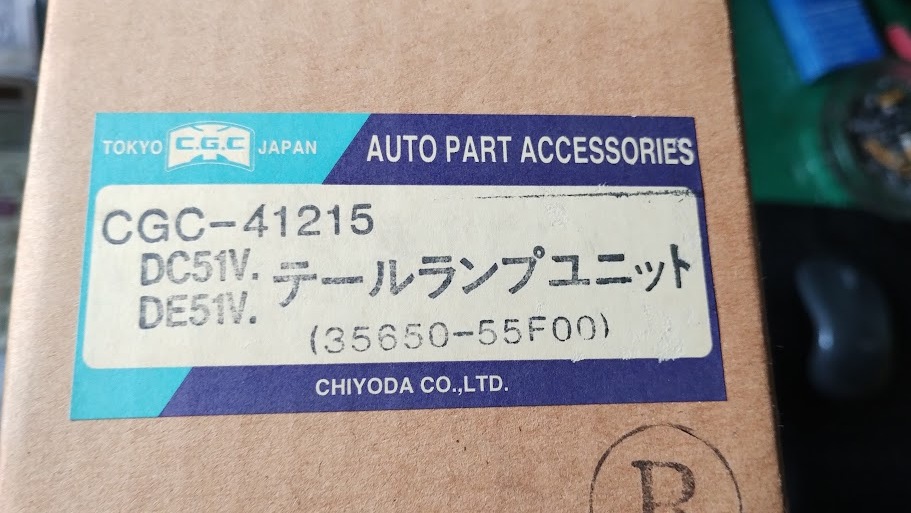 TOKYO C.G.C JAPAN
AUTO PART ACCESSORIES
CGC-41215
DC51V.
DE51V.
テールランプユニット
(35650-55F00)
CHIYODA CO.,LTD.
R